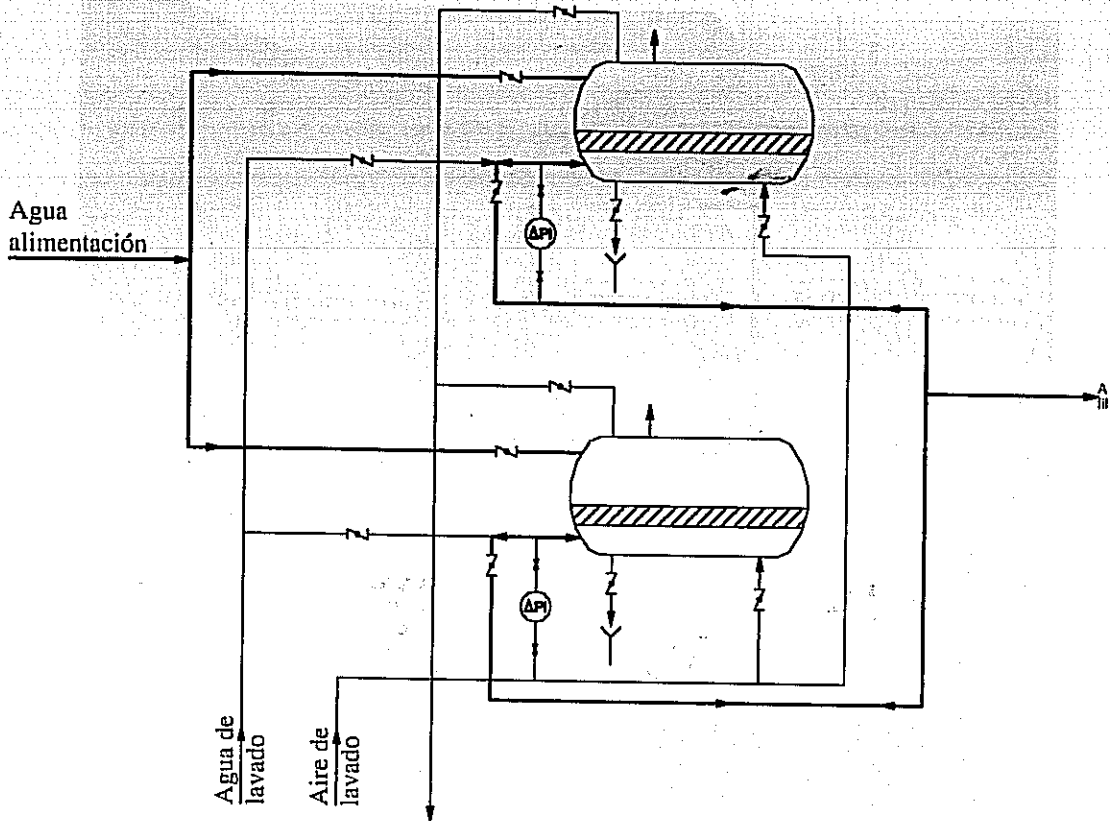 Agua
alimentación
ΔPI
ΔPI
Agua de
lavado
Aire de
lavado